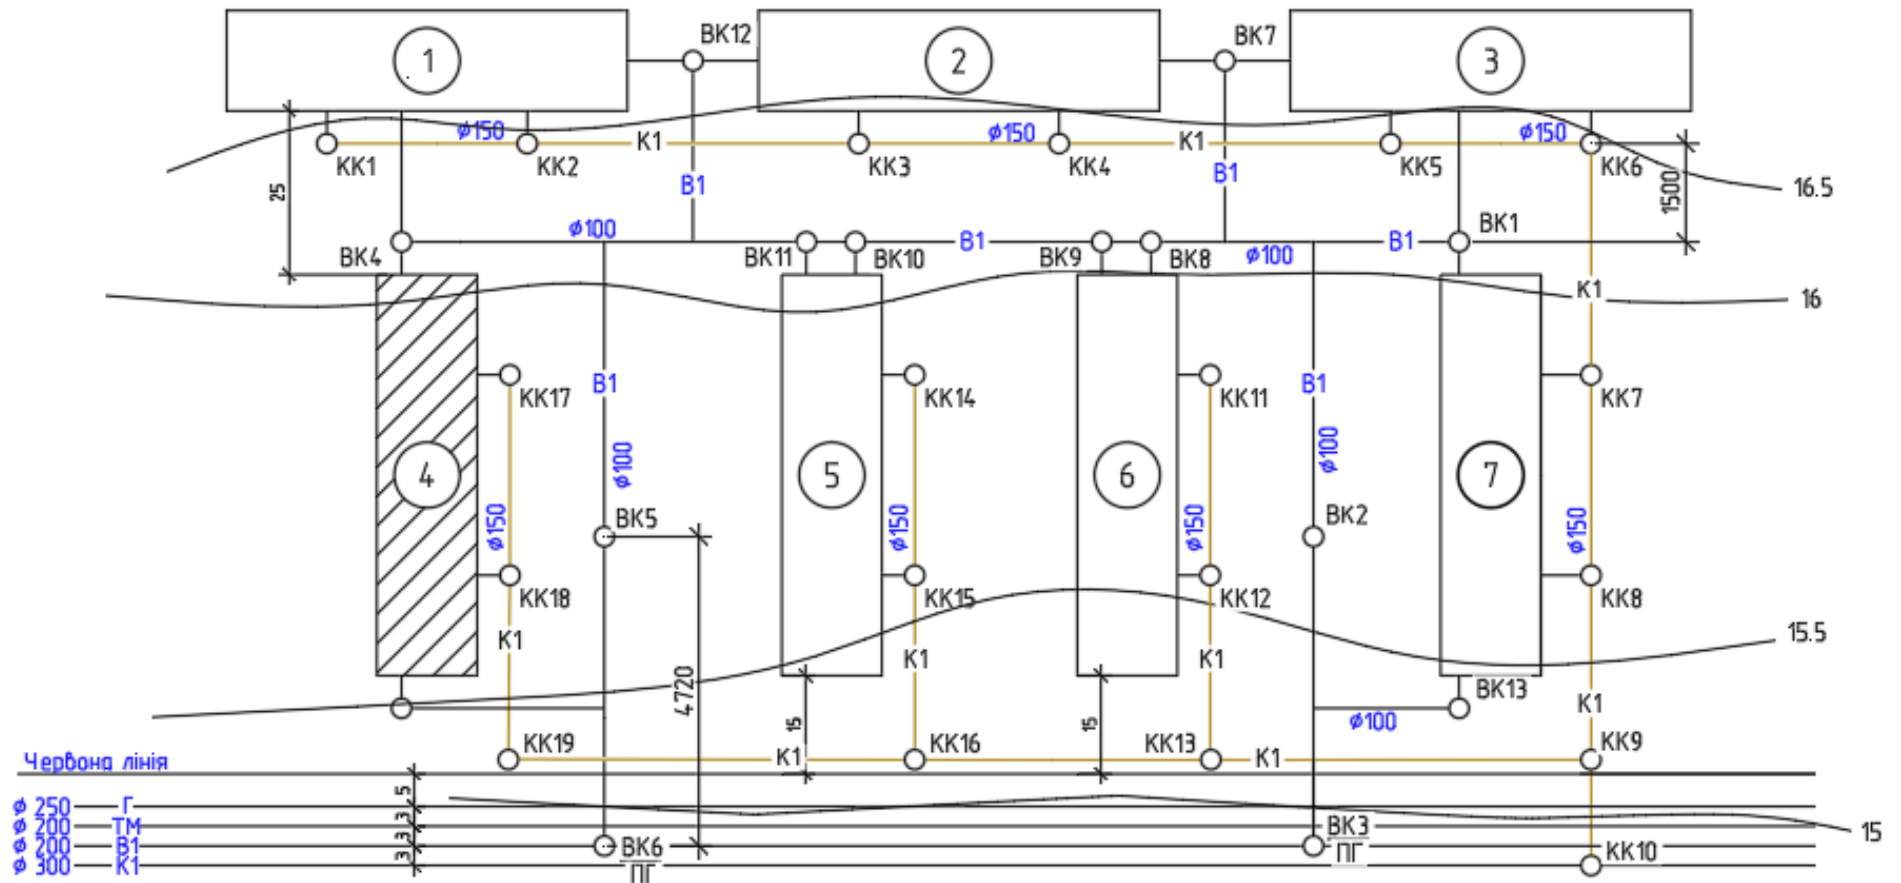 1
ВК12
2
ВК7
3
ø150
К1
ø150
К1
ø150
КК1
КК2
КК3
КК4
КК5
КК6
25
В1
В1
1500
16.5
ø100
В1
В1
ВК1
ВК4
ВК11
ВК10
ВК9
ВК8
ø100
К1
16
КК17
В1
КК14
КК11
В1
КК7
4
ø100
5
6
ø100
7
ø150
ВК5
ø150
ø150
ВК2
ø150
КК18
КК15
КК12
КК8
К1
К1
К1
15.5
4720
15
15
ВК13
К1
ø100
КК19
К1
КК16
КК13
К1
КК9
Червона лінія
5
ø 250 Г
3
ø 200 ТМ
3
ø 200 В1
3
ø 300 К1
ВК6
ПГ
ВК3
ПГ
КК10
15